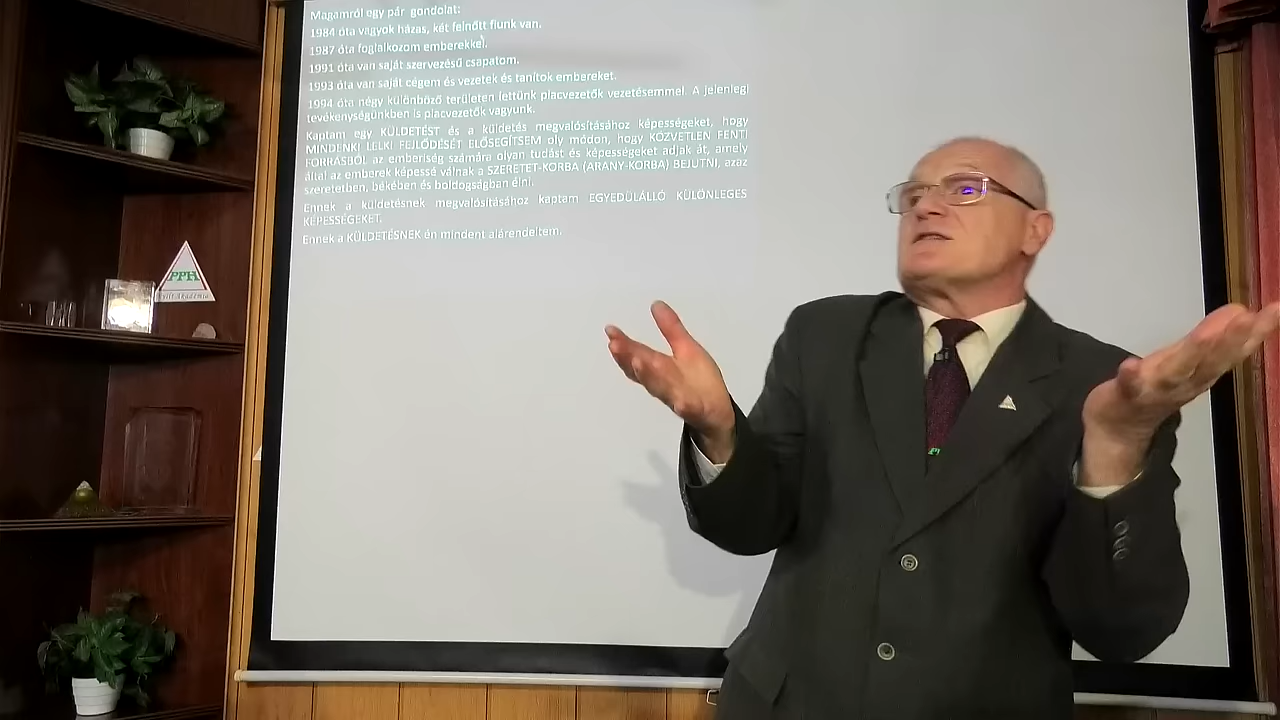 Magamról egy pár gondolat:
1984 óta vagyok házas, két felnőtt fiunk van.
1987 óta foglalkozom emberekkel.
1991 óta van saját szervezésű csapatom.
1993 óta van saját cégem és vezetek és tanítok embereket.
1994 óta négy különböző területen lettünk piacvezetők vezetésemmel. A jelenlegi
tevékenységünkben is piacvezetők vagyunk.
Kaptam egy KÜLDETÉST és a küldetés megvalósításához képességeket, hogy
MINDENKI LELKI FEJLŐDÉSÉT ELŐSEGÍTSEM oly módon, hogy KÖZVETLEN FENTI
FORRÁSBÓL az emberiség számára olyan tudást és képességeket adjak át, amely
által az emberek képessé válnak a SZERETET-KORBA (ARANY-KORBA) BEJUTNI, azaz
szeretetben, békében és boldogságban élni.
Ennek a küldetésnek megvalósításához kaptam EGYEDÜLÁLLÓ KÜLÖNLEGES
KÉPESSÉGEKET.
Ennek a KÜLDETÉSNEK én mindent alárendeltem.
PPH
Nyílt Akadémia